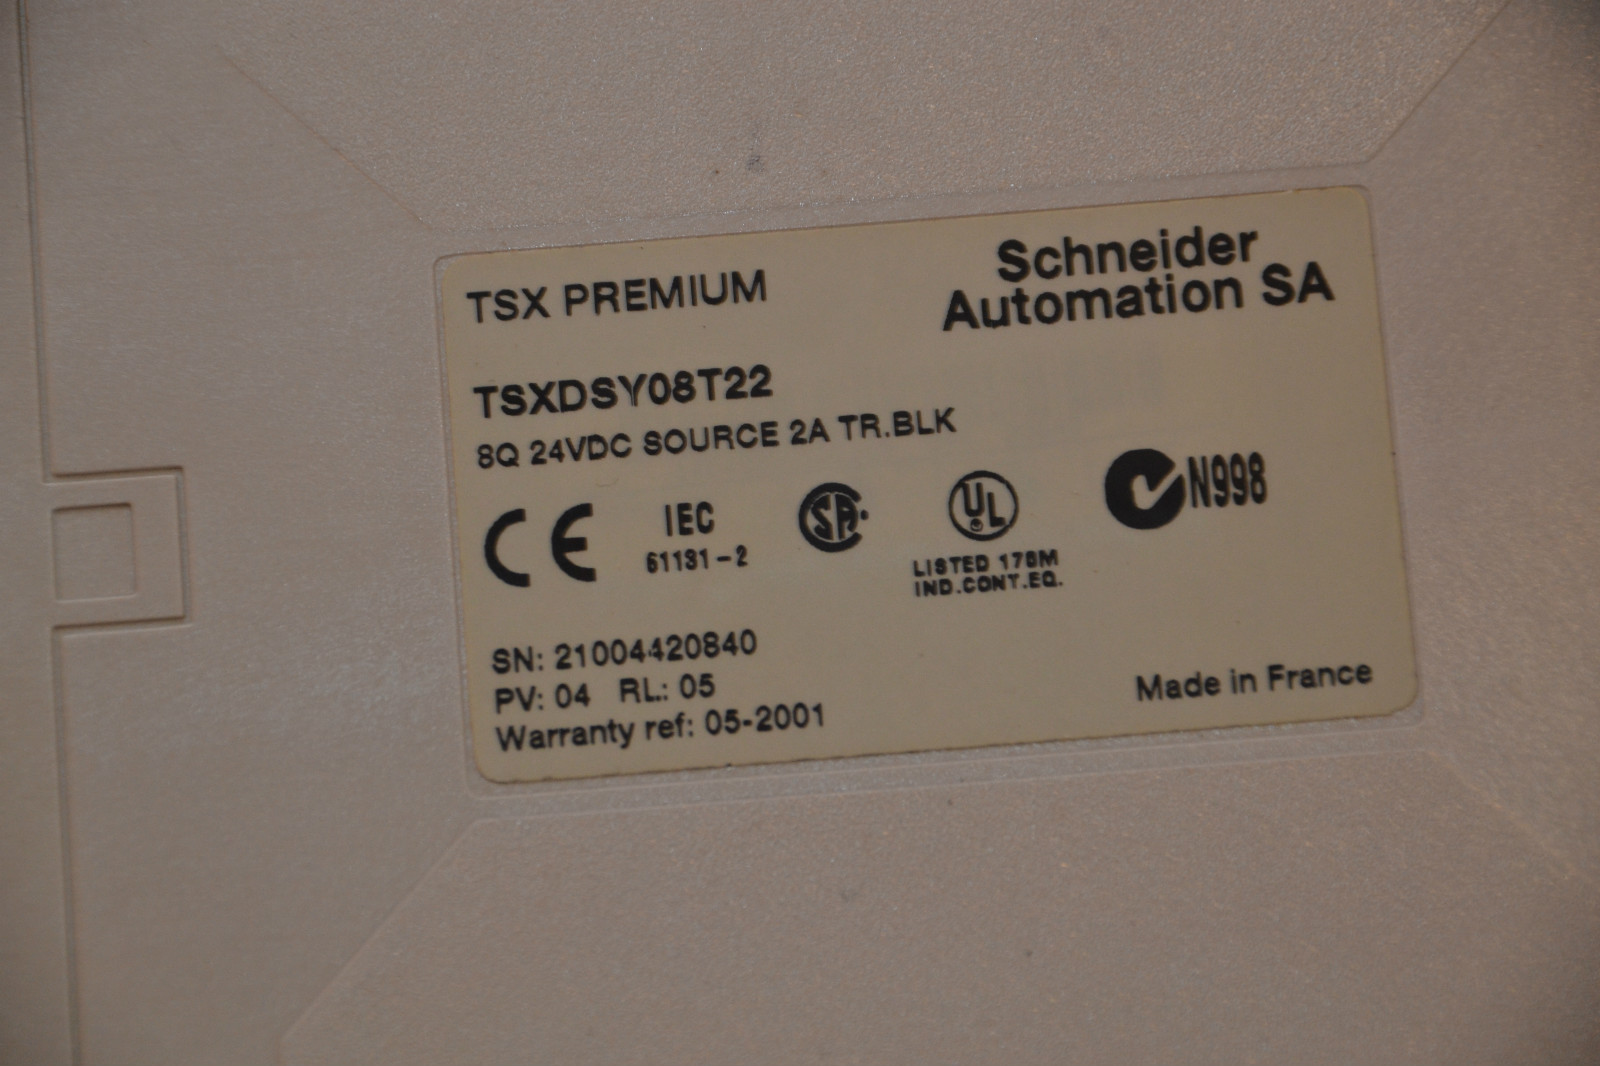 TSX PREMIUM
Schneider
Automation SA
TSXDSY08T22
8Q 24VDC SOURCE 2A TR.BLK
CE
IEC
61131-2
SA
UL
LISTED 178M
IND.CONT.EQ.
N998
SN: 21004420840
PV: 04 RL: 05
Warranty ref: 05-2001
Made in France